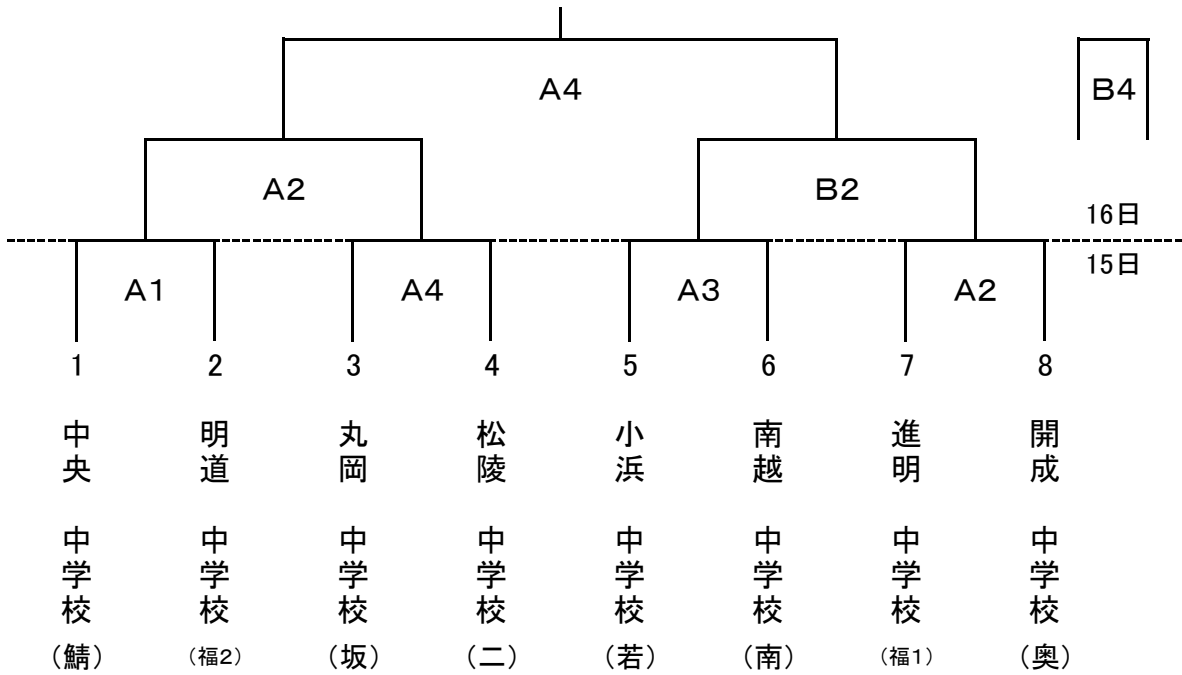 A4
B4
A2
B2
16日
15日
A1
A4
A3
A2
1
2
3
4
5
6
7
8
中央中学校
(鯖)
明道中学校
(福2)
丸岡中学校
(坂)
松陵中学校
(二)
小浜中学校
(若)
南越中学校
(南)
進明中学校
(福1)
開成中学校
(奥)